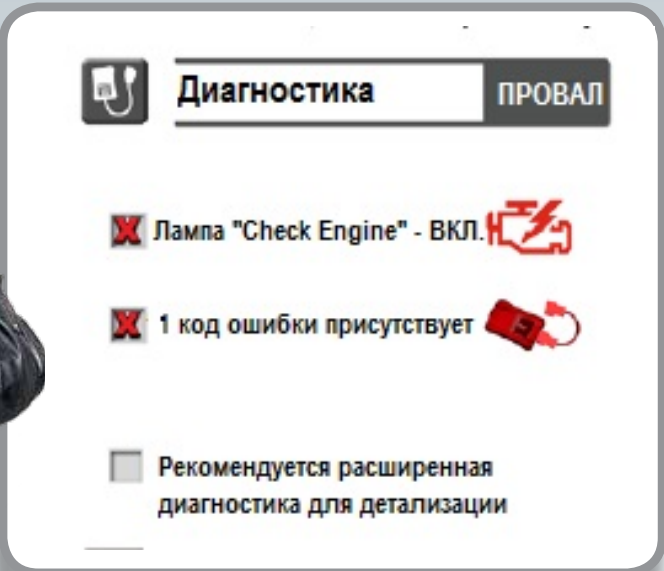 Диагностика ПРОВАЛ
Лампа "Check Engine" - ВКЛ.
1 код ошибки присутствует
Рекомендуется расширенная
диагностика для детализации